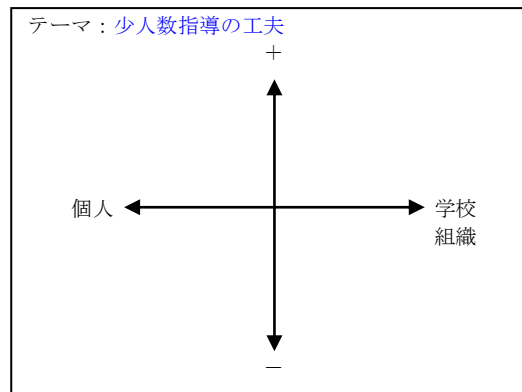 テーマ：少人数指導の工夫
＋
個人
学校
組織
－